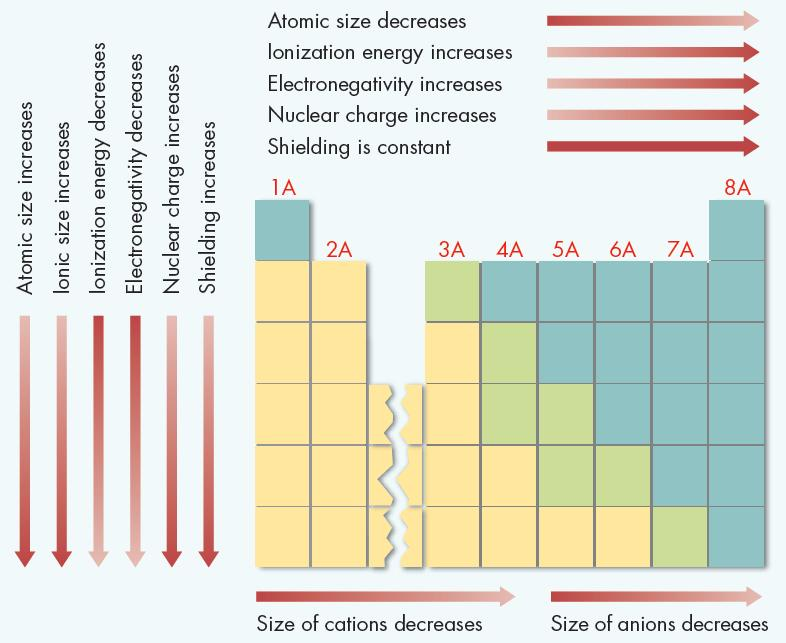 Atomic size decreases
Ionization energy increases
Electronegativity increases
Nuclear charge increases
Shielding is constant
Atomic size increases
Ionic size increases
Ionization energy decreases
Electronegativity decreases
Nuclear charge increases
Shielding increases
1A
8A
2A
3A
4A
5A
6A
7A
Size of cations decreases
Size of anions decreases